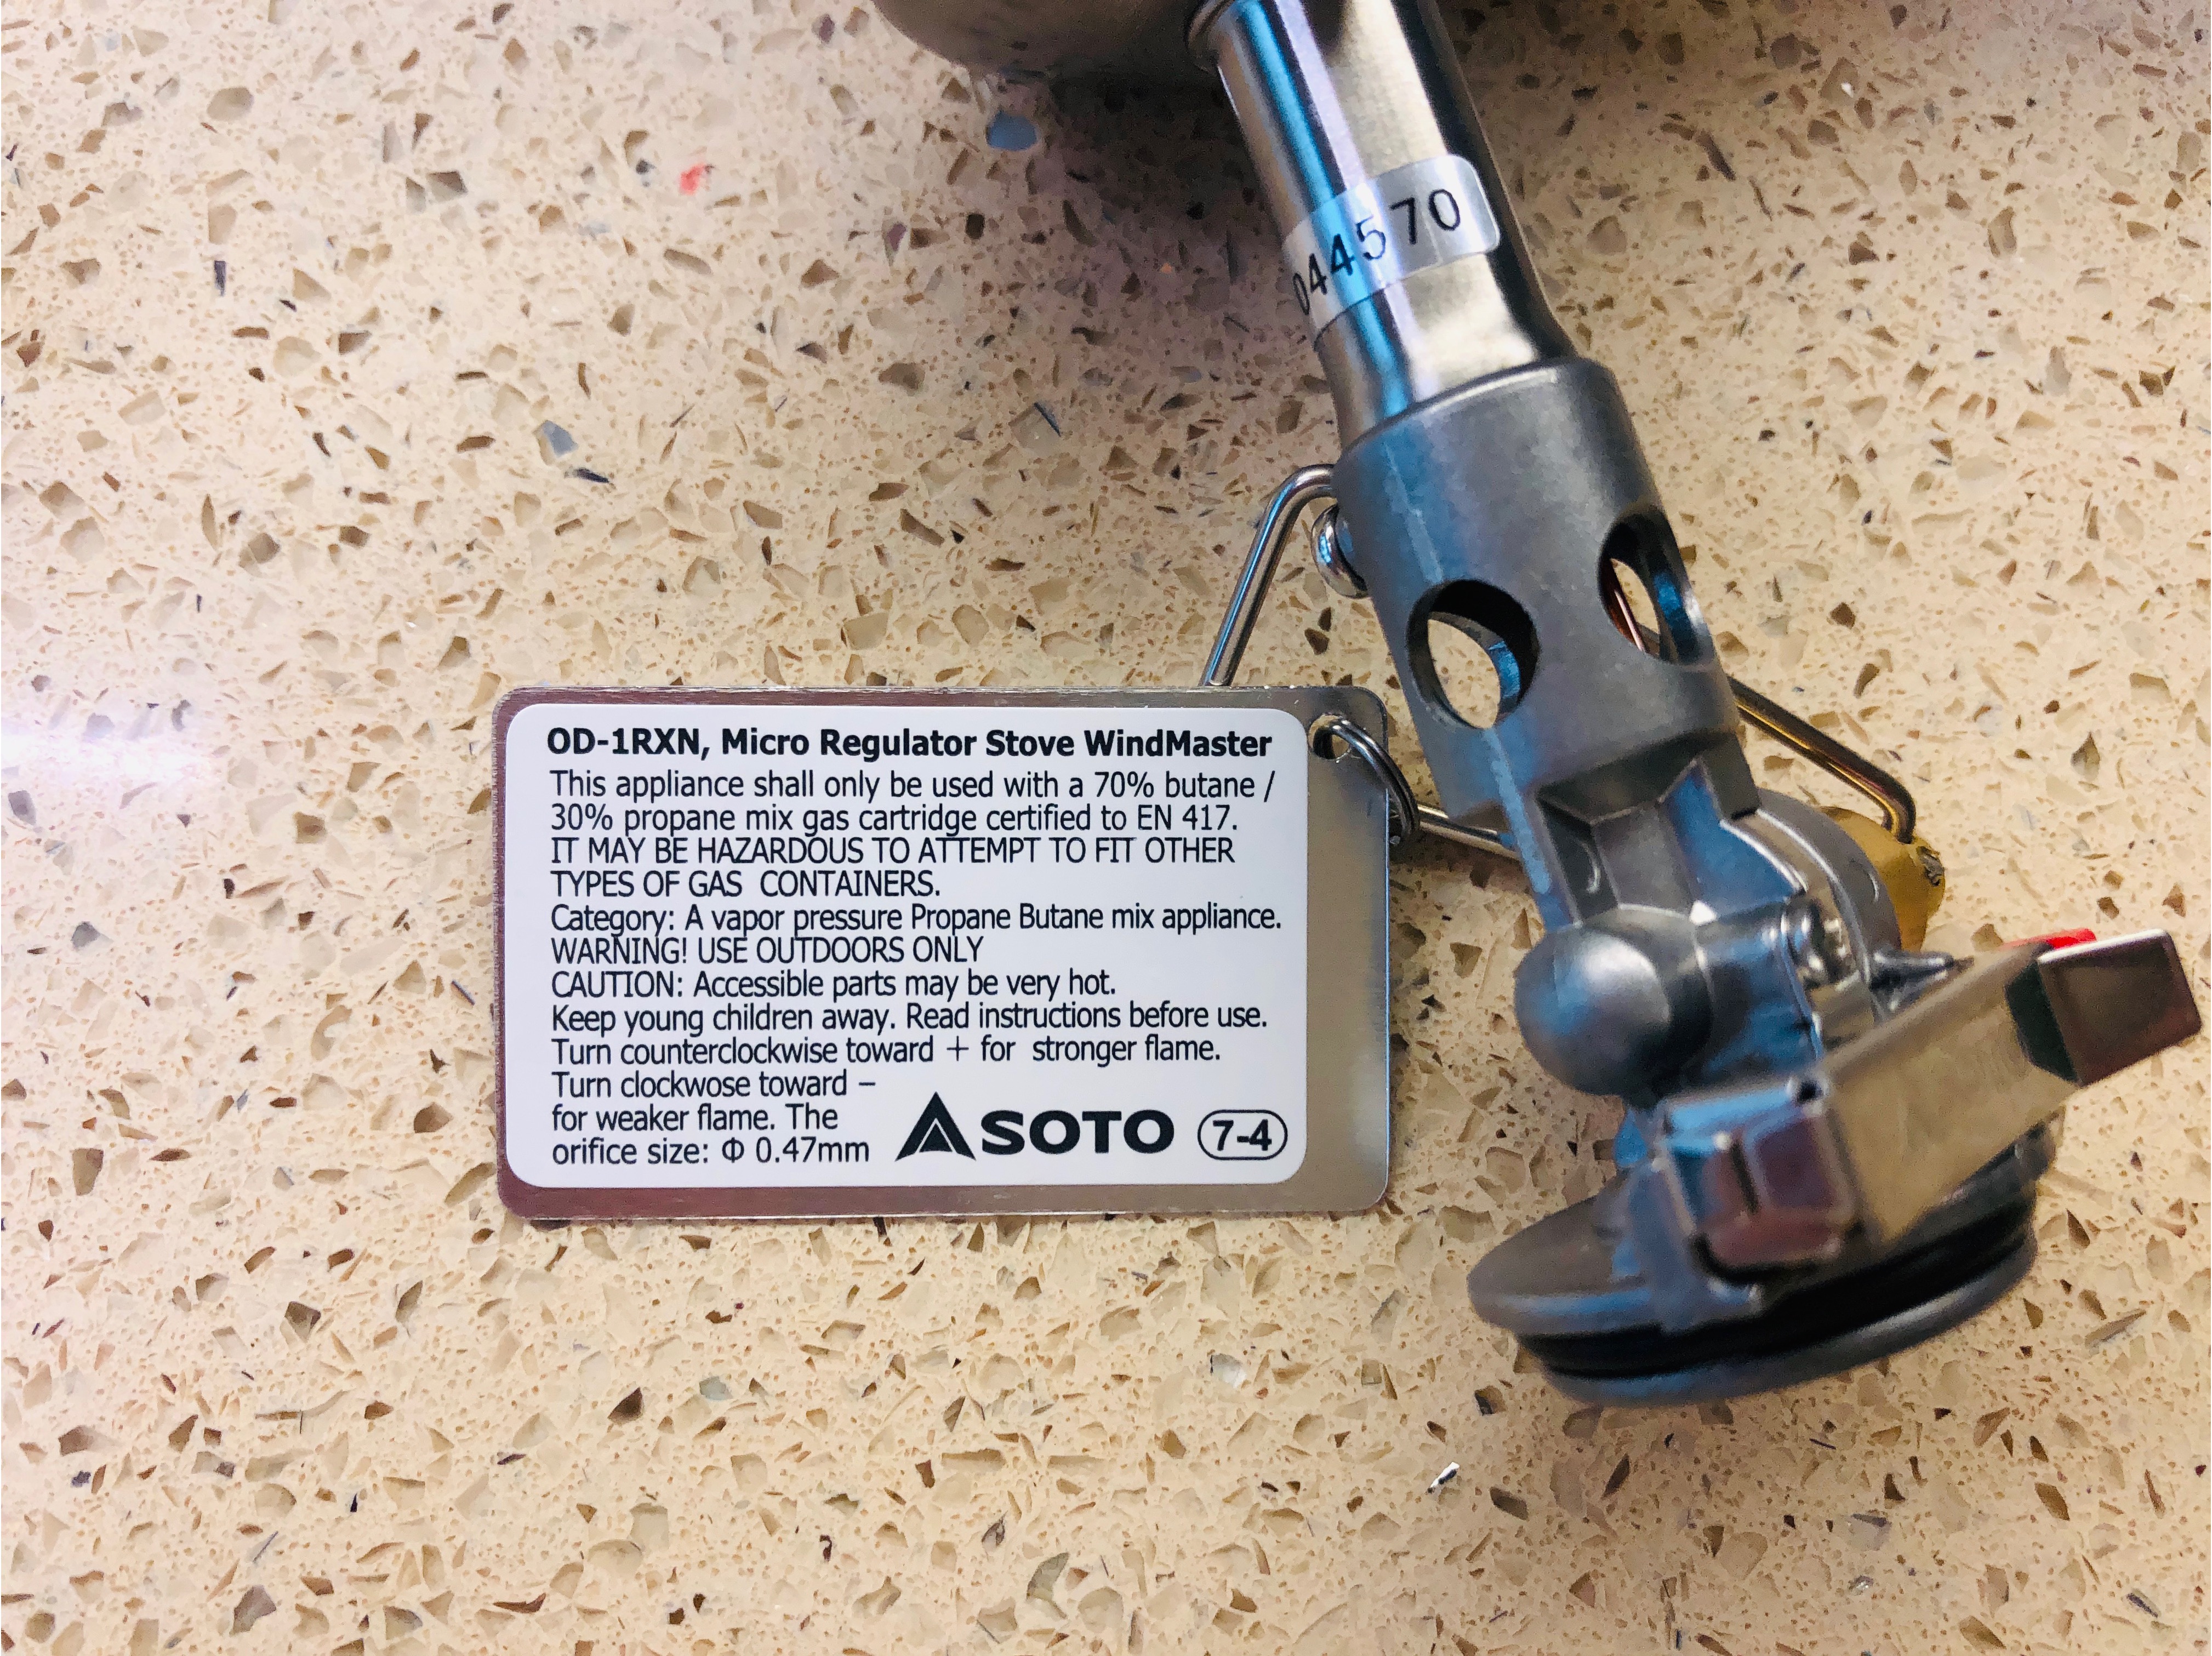 044570
OD-1RXN, Micro Regulator Stove WindMaster
This appliance shall only be used with a 70% butane /
30% propane mix gas cartridge certified to EN 417.
IT MAY BE HAZARDOUS TO ATTEMPT TO FIT OTHER
TYPES OF GAS CONTAINERS.
Category: A vapor pressure Propane Butane mix appliance.
WARNING! USE OUTDOORS ONLY
CAUTION: Accessible parts may be very hot.
Keep young children away. Read instructions before use.
Turn counterclockwise toward + for stronger flame.
Turn clockwose toward –
for weaker flame. The
orifice size: Φ 0.47mm
SOTO 7-4